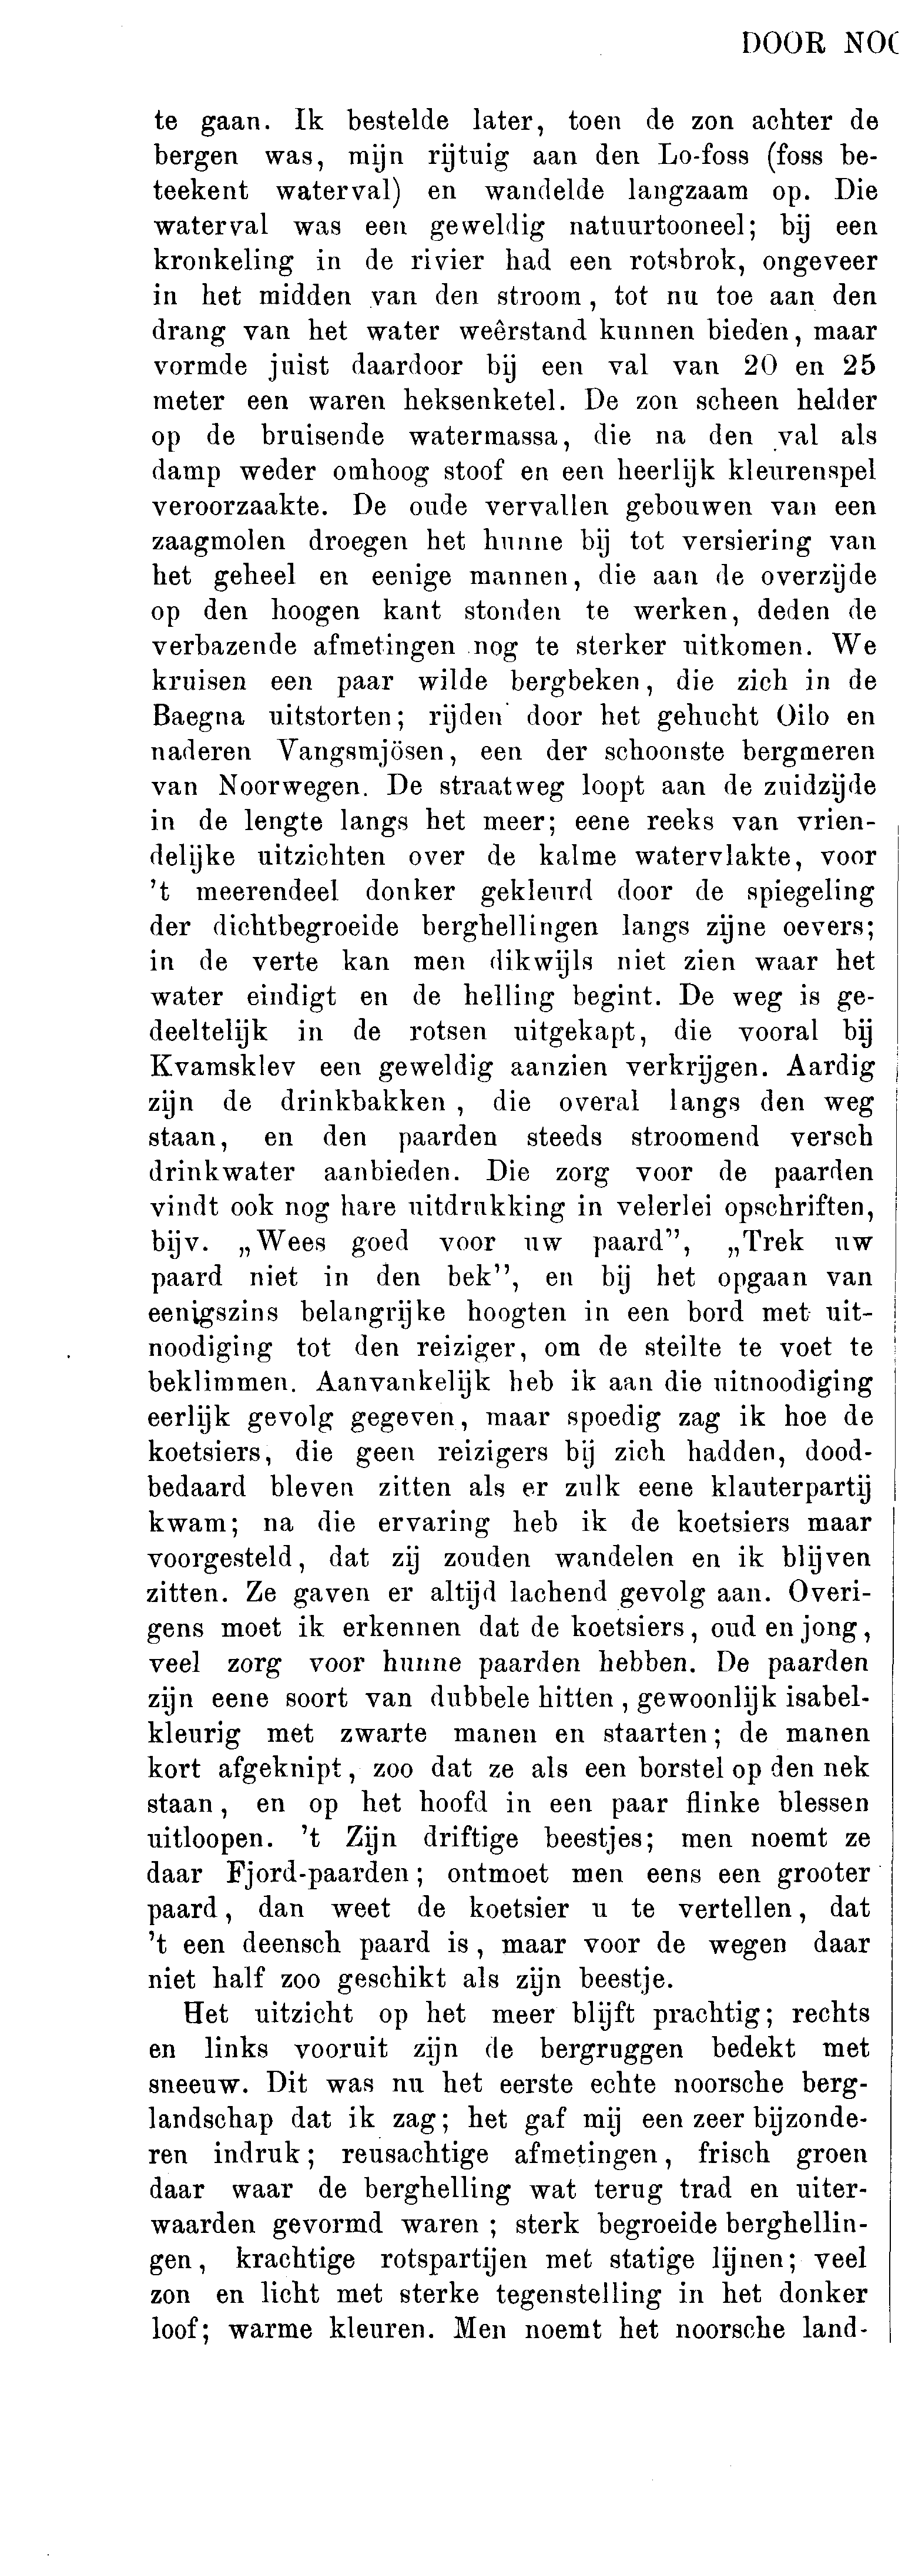 DOOR NOO
te gaan. Ik bestelde later, toen de zon achter de
bergen was, mijn rijtuig aan den Lo-foss (foss be-
teekent waterval) en wandelde langzaam op. Die
waterval was een geweldig natuurtooneel; bij een
kronkeling in de rivier had een rotsbrok, ongeveer
in het midden van den stroom, tot nu toe aan den
drang van het water weêrstand kunnen bieden, maar
vormde juist daardoor bij een val van 20 en 25
meter een waren heksenketel. De zon scheen helder
op de bruisende watermassa, die na den val als
damp weder omhoog stoof en een heerlijk kleurenspel
veroorzaakte. De oude vervallen gebouwen van een
zaagmolen droegen het hunne bij tot versiering van
het geheel en eenige mannen, die aan de overzijde
op den hoogen kant stonden te werken, deden de
verbazende afmetingen nog te sterker uitkomen. We
kruisen een paar wilde bergbeken, die zich in de
Baegna uitstorten; rijden door het gehucht Oilo en
naderen Vangsmjösen, een der schoonste bergmeren
van Noorwegen. De straatweg loopt aan de zuidzijde
in de lengte langs het meer; eene reeks van vrien-
delijke uitzichten over de kalme watervlakte, voor
't meerendeel donker gekleurd door de spiegeling
der dichtbegroeide berghellingen langs zijne oevers;
in de verte kan men dikwijls niet zien waar het
water eindigt en de helling begint. De weg is ge-
deeltelijk in de rotsen uitgekapt, die vooral bij
Kvamsklev een geweldig aanzien verkrijgen. Aardig
zijn de drinkbakken, die overal langs den weg
staan, en den paarden steeds stroomend versch
drinkwater aanbieden. Die zorg voor de paarden
vindt ook nog hare uitdrukking in velerlei opschriften,
bijv. „Wees goed voor uw paard”, „Trek uw
paard niet in den bek”, en bij het opgaan van
eenigszins belangrijke hoogten in een bord met uit-
noodiging tot den reiziger, om de steilte te voet te
beklimmen. Aanvankelijk heb ik aan die uitnoodiging
eerlijk gevolg gegeven, maar spoedig zag ik hoe de
koetsiers, die geen reizigers bij zich hadden, dood-
bedaard bleven zitten als er zulk eene klauterpartij
kwam; na die ervaring heb ik de koetsiers maar
voorgesteld, dat zij zouden wandelen en ik blijven
zitten. Ze gaven er altijd lachend gevolg aan. Overi-
gens moet ik erkennen dat de koetsiers, oud en jong,
veel zorg voor hunne paarden hebben. De paarden
zijn eene soort van dubbele hitten, gewoonlijk isabel-
kleurig met zwarte manen en staarten; de manen
kort afgeknipt, zoo dat ze als een borstel op den nek
staan, en op het hoofd in een paar flinke blessen
uitloopen. 't Zijn driftige beestjes; men noemt ze
daar Fjord-paarden; ontmoet men eens een grooter
paard, dan weet de koetsier u te vertellen, dat
't een deensch paard is, maar voor de wegen daar
niet half zoo geschikt als zijn beestje.
Het uitzicht op het meer blijft prachtig; rechts
en links vooruit zijn de bergruggen bedekt met
sneeuw. Dit was nu het eerste echte noorsche berg-
landschap dat ik zag; het gaf mij een zeer bijzonde-
ren indruk; reusachtige afmetingen, frisch groen
daar waar de berghelling wat terug trad en uiter-
waarden gevormd waren; sterk begroeide berghellin-
gen, krachtige rotspartijen met statige lijnen; veel
zon en licht met sterke tegenstelling in het donker
loof; warme kleuren. Men noemt het noorsche land-